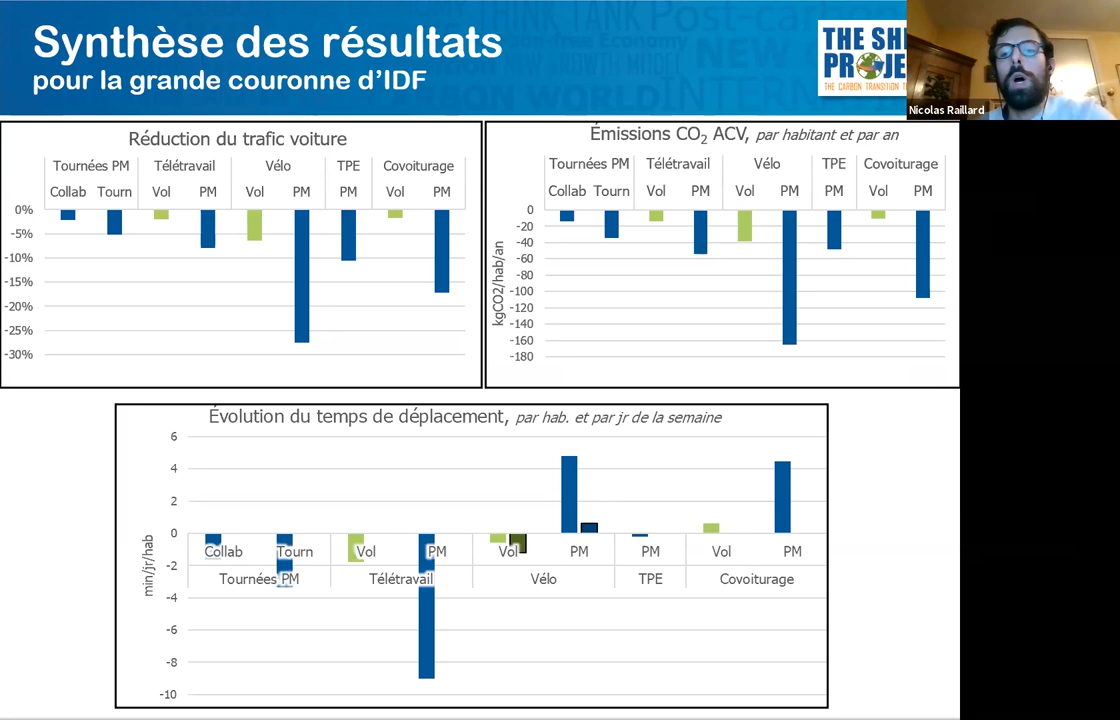 Synthèse des résultats
pour la grande couronne d'IDF
THE SHI
PROJE
THE CARBON TRANSITION T
Nicolas Raillard
Réduction du trafic voiture
Tournées PM Télétravail Vélo TPE Covoiturage
Collab Tourn Vol PM Vol PM PM Vol PM
0%
-5%
-10%
-15%
-20%
-25%
-30%
Émissions CO2 ACV, par habitant et par an
Tournées PM Télétravail Vélo TPE Covoiturage
Collab Tourn Vol PM Vol PM PM Vol PM
kgCO2/hab/an
0
-20
-40
-60
-80
-100
-120
-140
-160
-180
Évolution du temps de déplacement, par hab. et par jr de la semaine
min/jr/hab
6
4
2
0
-2
-4
-6
-8
-10
Collab Tourn Vol PM Vol PM PM Vol PM
Tournées PM Télétravail Vélo TPE Covoiturage